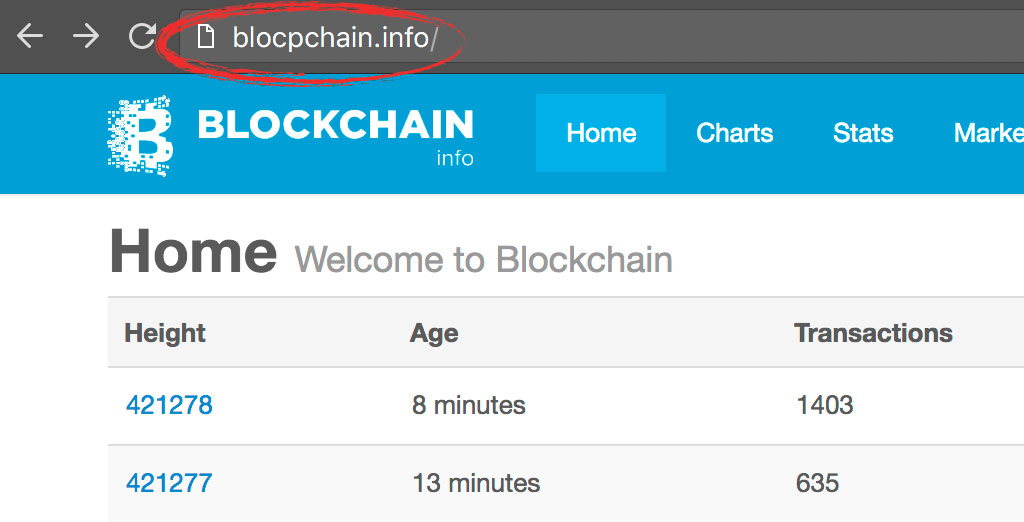 blocpchain.info/
BLOCKCHAIN
info
Home Charts Stats Marke
Home Welcome to Blockchain
Height Age Transactions
421278 8 minutes 1403
421277 13 minutes 635